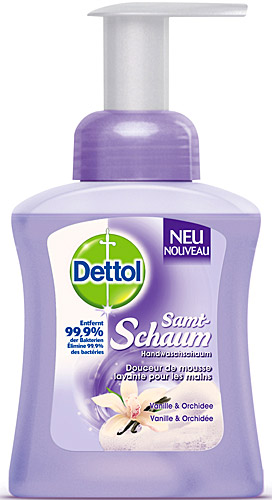 NEU
NOUVEAU
Dettol
Entfernt
99,9%
der Bakterien
Élimine 99.9%
des bactéries
Samt-
Schaum
Handwaschschaum
Douceur de mousse
lavante pour les mains
Vanille & Orchidee
Vanille & Orchidée